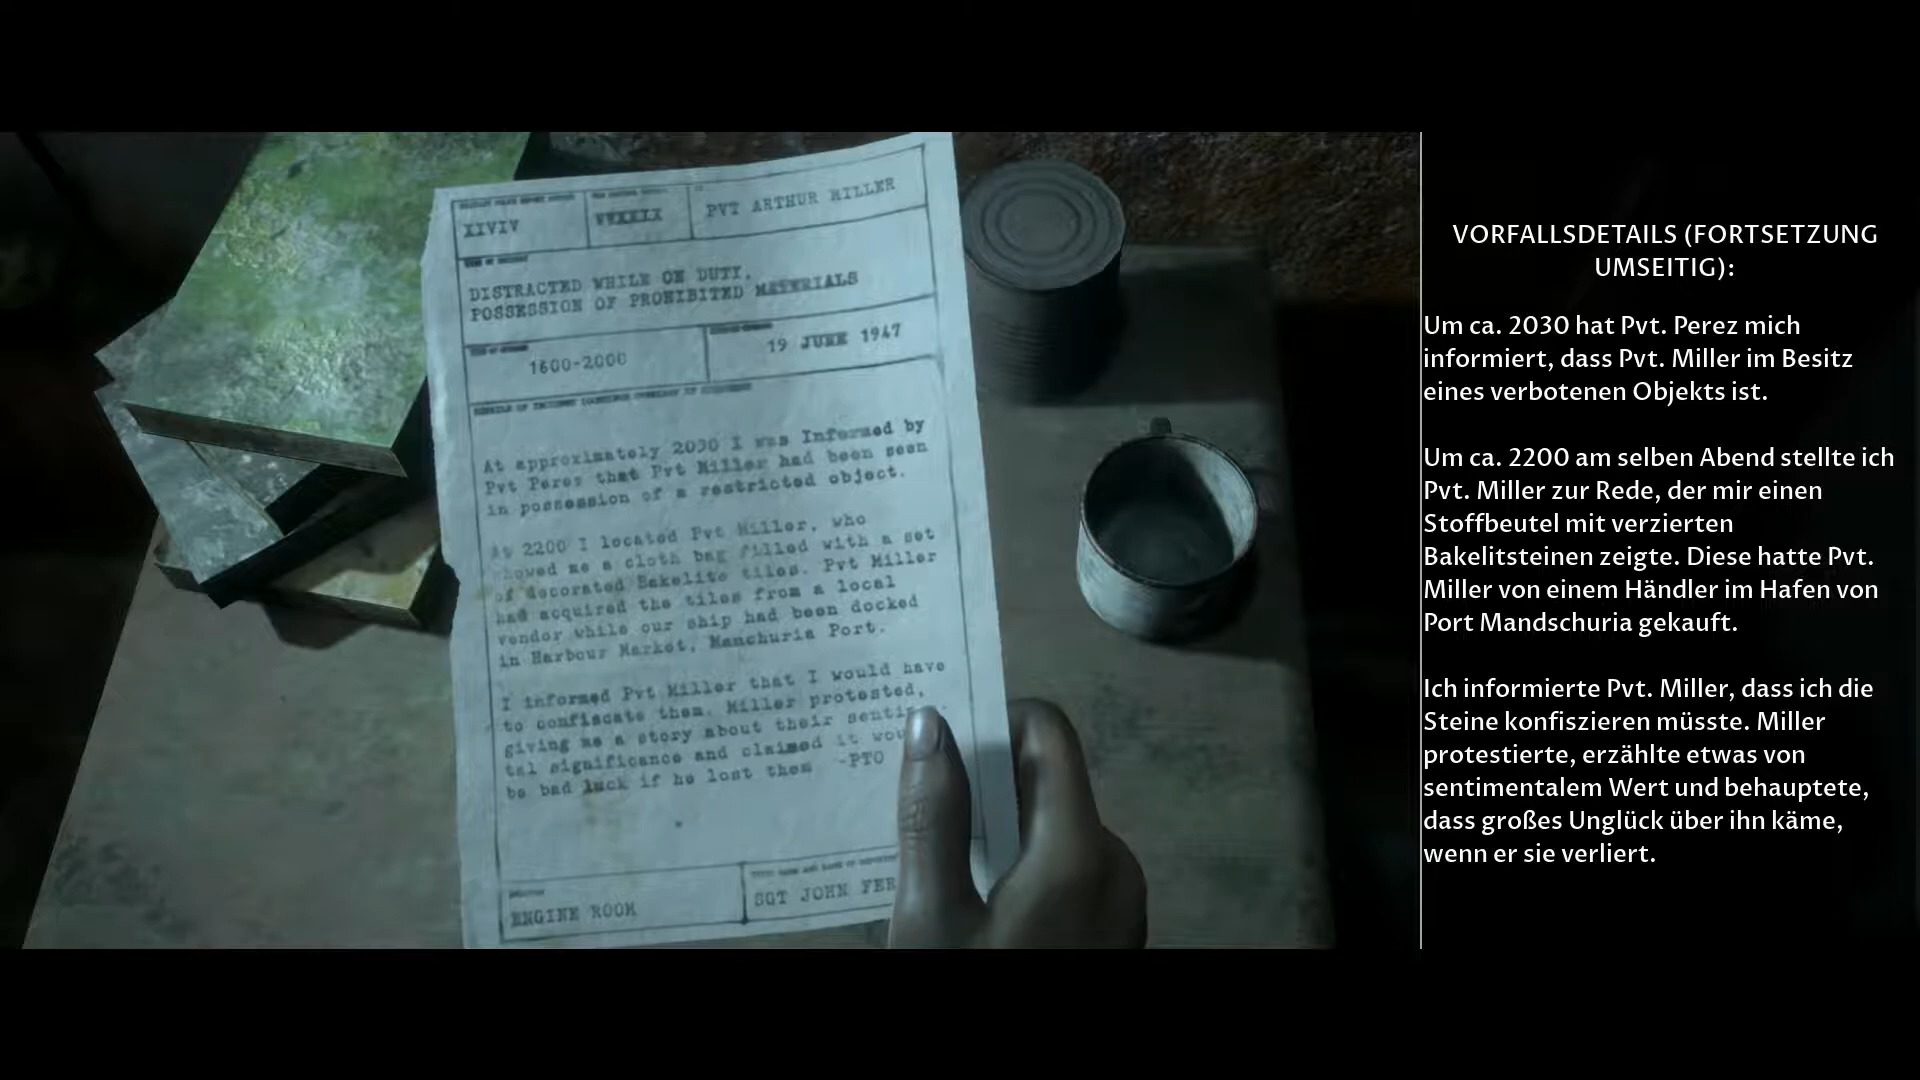 XIVIV
PVT ARTHUR MILLER
DISTRACTED WHILE ON DUTY,
POSSESSION OF PROHIBITED MATERIALS
1600-2000
19 JUNE 1947
At approximately 2030 I was Informed by
Pvt Perez that Pvt Miller had been seen
in possession of a restricted object.
At 2200 I located Pvt Miller, who
showed me a cloth bag filled with a set
of decorated Bakelite tiles. Pvt Miller
had acquired the tiles from a local
vendor while our ship had been docked
in Harbour Market, Manchuria Port.
I informed Pvt Miller that I would have
to confiscate them. Miller protested,
giving me a story about their sentin
tal significance and claimed it wou
be bad luck if he lost them -PTO
ENGINE ROOM
SGT JOHN FER
VORFALLSDETAILS (FORTSETZUNG
UMSEITIG):
Um ca. 2030 hat Pvt. Perez mich
informiert, dass Pvt. Miller im Besitz
eines verbotenen Objekts ist.
Um ca. 2200 am selben Abend stellte ich
Pvt. Miller zur Rede, der mir einen
Stoffbeutel mit verzierten
Bakelitsteinen zeigte. Diese hatte Pvt.
Miller von einem Händler im Hafen von
Port Mandschuria gekauft.
Ich informierte Pvt. Miller, dass ich die
Steine konfiszieren müsste. Miller
protestierte, erzählte etwas von
sentimentalem Wert und behauptete,
dass großes Unglück über ihn käme,
wenn er sie verliert.